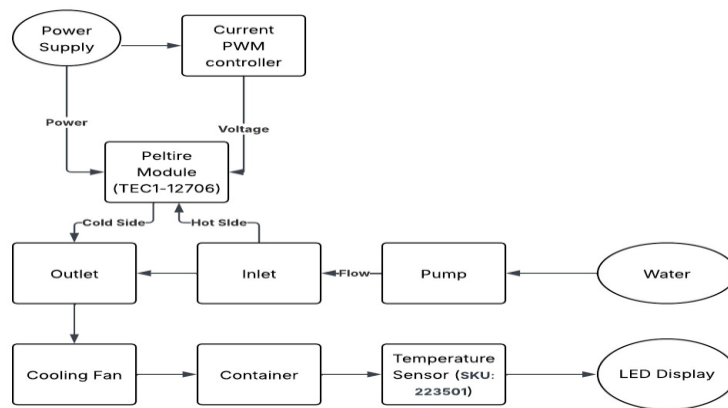 Power
Supply
Current
PWM
controller
Power
Voltage
Peltire
Module
(TEC1-12706)
Cold Side
Hot SIde
Outlet
Inlet
Flow
Pump
Water
Cooling Fan
Container
Temperature
Sensor (SKU:
223501)
LED Display